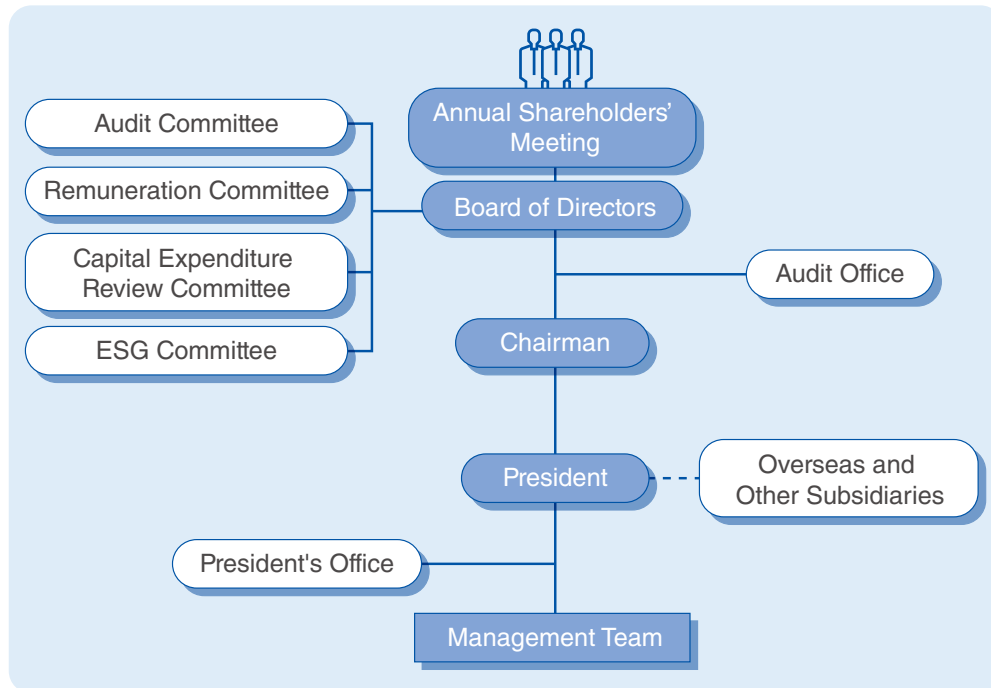 Annual Shareholders’
Meeting
Audit Committee
Remuneration Committee
Board of Directors
Capital Expenditure
Review Committee
Audit Office
ESG Committee
Chairman
President
Overseas and
Other Subsidiaries
President's Office
Management Team